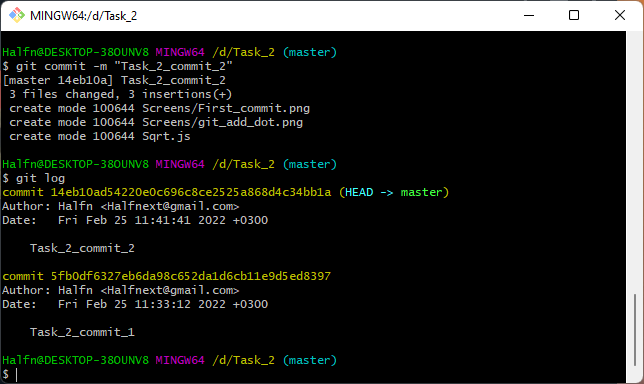 MINGW64:/d/Task_2
Halfn@DESKTOP-38OUNV8 MINGW64 /d/Task_2 (master)
$ git commit -m "Task_2_commit_2"
[master 14eb10a] Task_2_commit_2
 3 files changed, 3 insertions(+)
 create mode 100644 Screens/First_commit.png
 create mode 100644 Screens/git_add_dot.png
 create mode 100644 Sqrt.js
Halfn@DESKTOP-38OUNV8 MINGW64 /d/Task_2 (master)
$ git log
commit 14eb10ad54220e0c696c8ce2525a868d4c34bb1a (HEAD -> master)
Author: Halfn <Halfnext@gmail.com>
Date:   Fri Feb 25 11:41:41 2022 +0300
    Task_2_commit_2
commit 5fb0df6327eb6da98c652da1d6cb11e9d5ed8397
Author: Halfn <Halfnext@gmail.com>
Date:   Fri Feb 25 11:33:12 2022 +0300
    Task_2_commit_1
Halfn@DESKTOP-38OUNV8 MINGW64 /d/Task_2 (master)
$